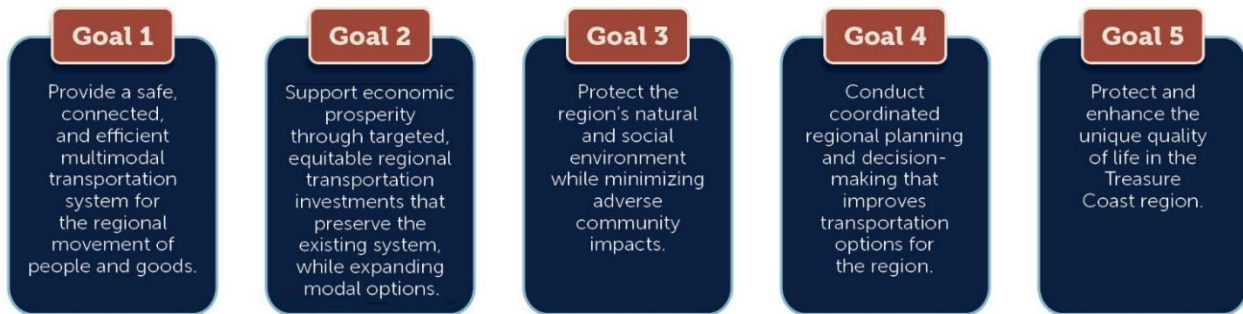 Goal 1
Provide a safe,
connected,
and efficient
multimodal
transportation
system for
the regional
movement of
people and goods.
Goal 2
Support economic
prosperity
through targeted,
equitable regional
transportation
investments that
preserve the
existing system,
while expanding
modal options.
Goal 3
Protect the
region's natural
and social
environment
while minimizing
adverse
community
impacts.
Goal 4
Conduct
coordinated
regional planning
and decision-
making that
improves
transportation
options for
the region.
Goal 5
Protect and
enhance the
unique quality
of life in the
Treasure
Coast region.